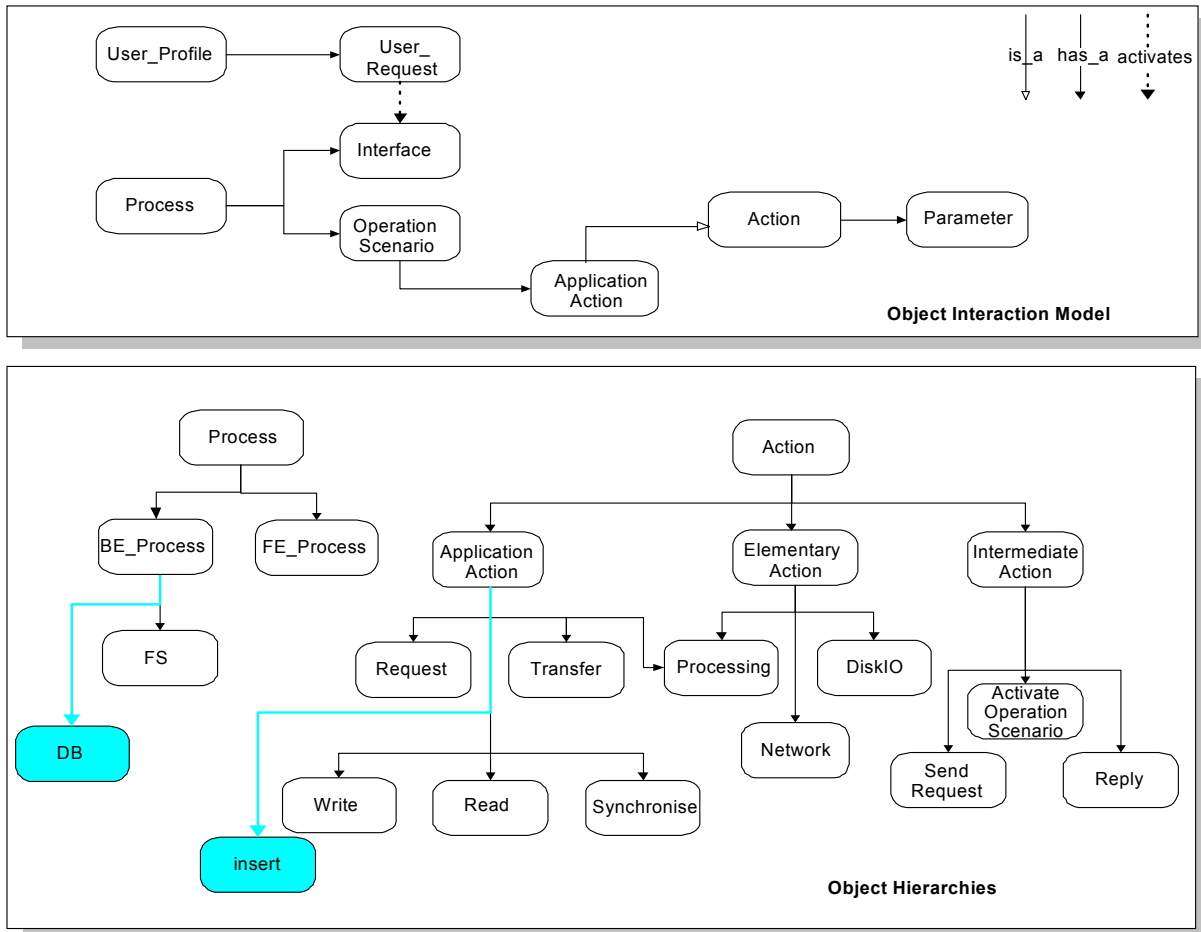 User_Profile
User_
Request
is_a
has_a
activates
Interface
Process
Operation
Scenario
Action
Parameter
Application
Action
Object Interaction Model
Process
Action
BE_Process
FE_Process
Application
Action
Elementary
Action
Intermediate
Action
FS
Request
Transfer
Processing
DiskIO
Activate
Operation
Scenario
DB
Network
Send
Request
Reply
Write
Read
Synchronise
insert
Object Hierarchies